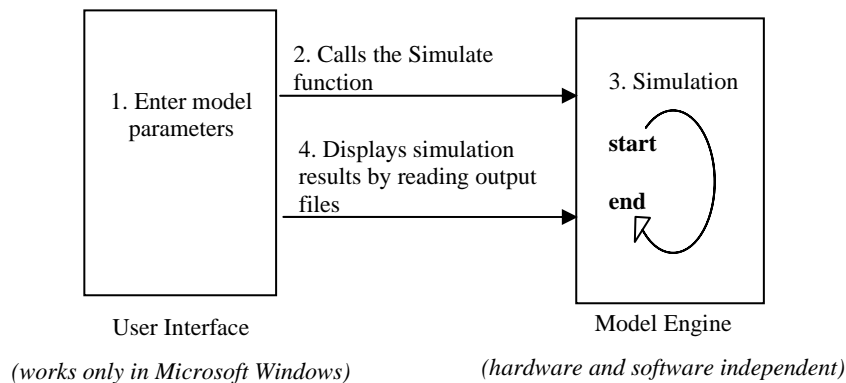 1. Enter model
parameters
2. Calls the Simulate
function
3. Simulation
start
end
4. Displays simulation
results by reading output
files
User Interface
(works only in Microsoft Windows)
Model Engine
(hardware and software independent)